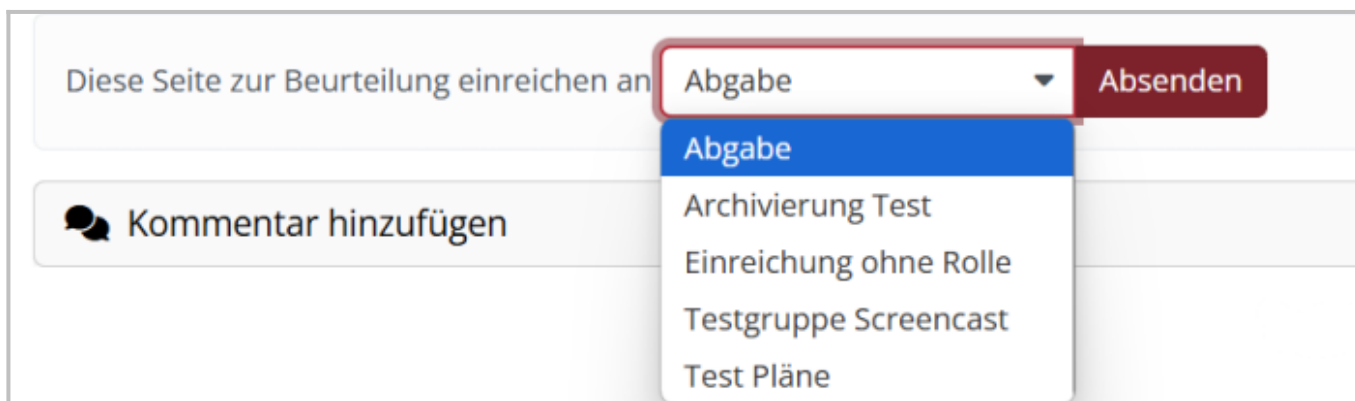 Diese Seite zur Beurteilung einreichen an Abgabe Absenden
Abgabe
Archivierung Test
Kommentar hinzufügen
Einreichung ohne Rolle
Testgruppe Screencast
Test Pläne